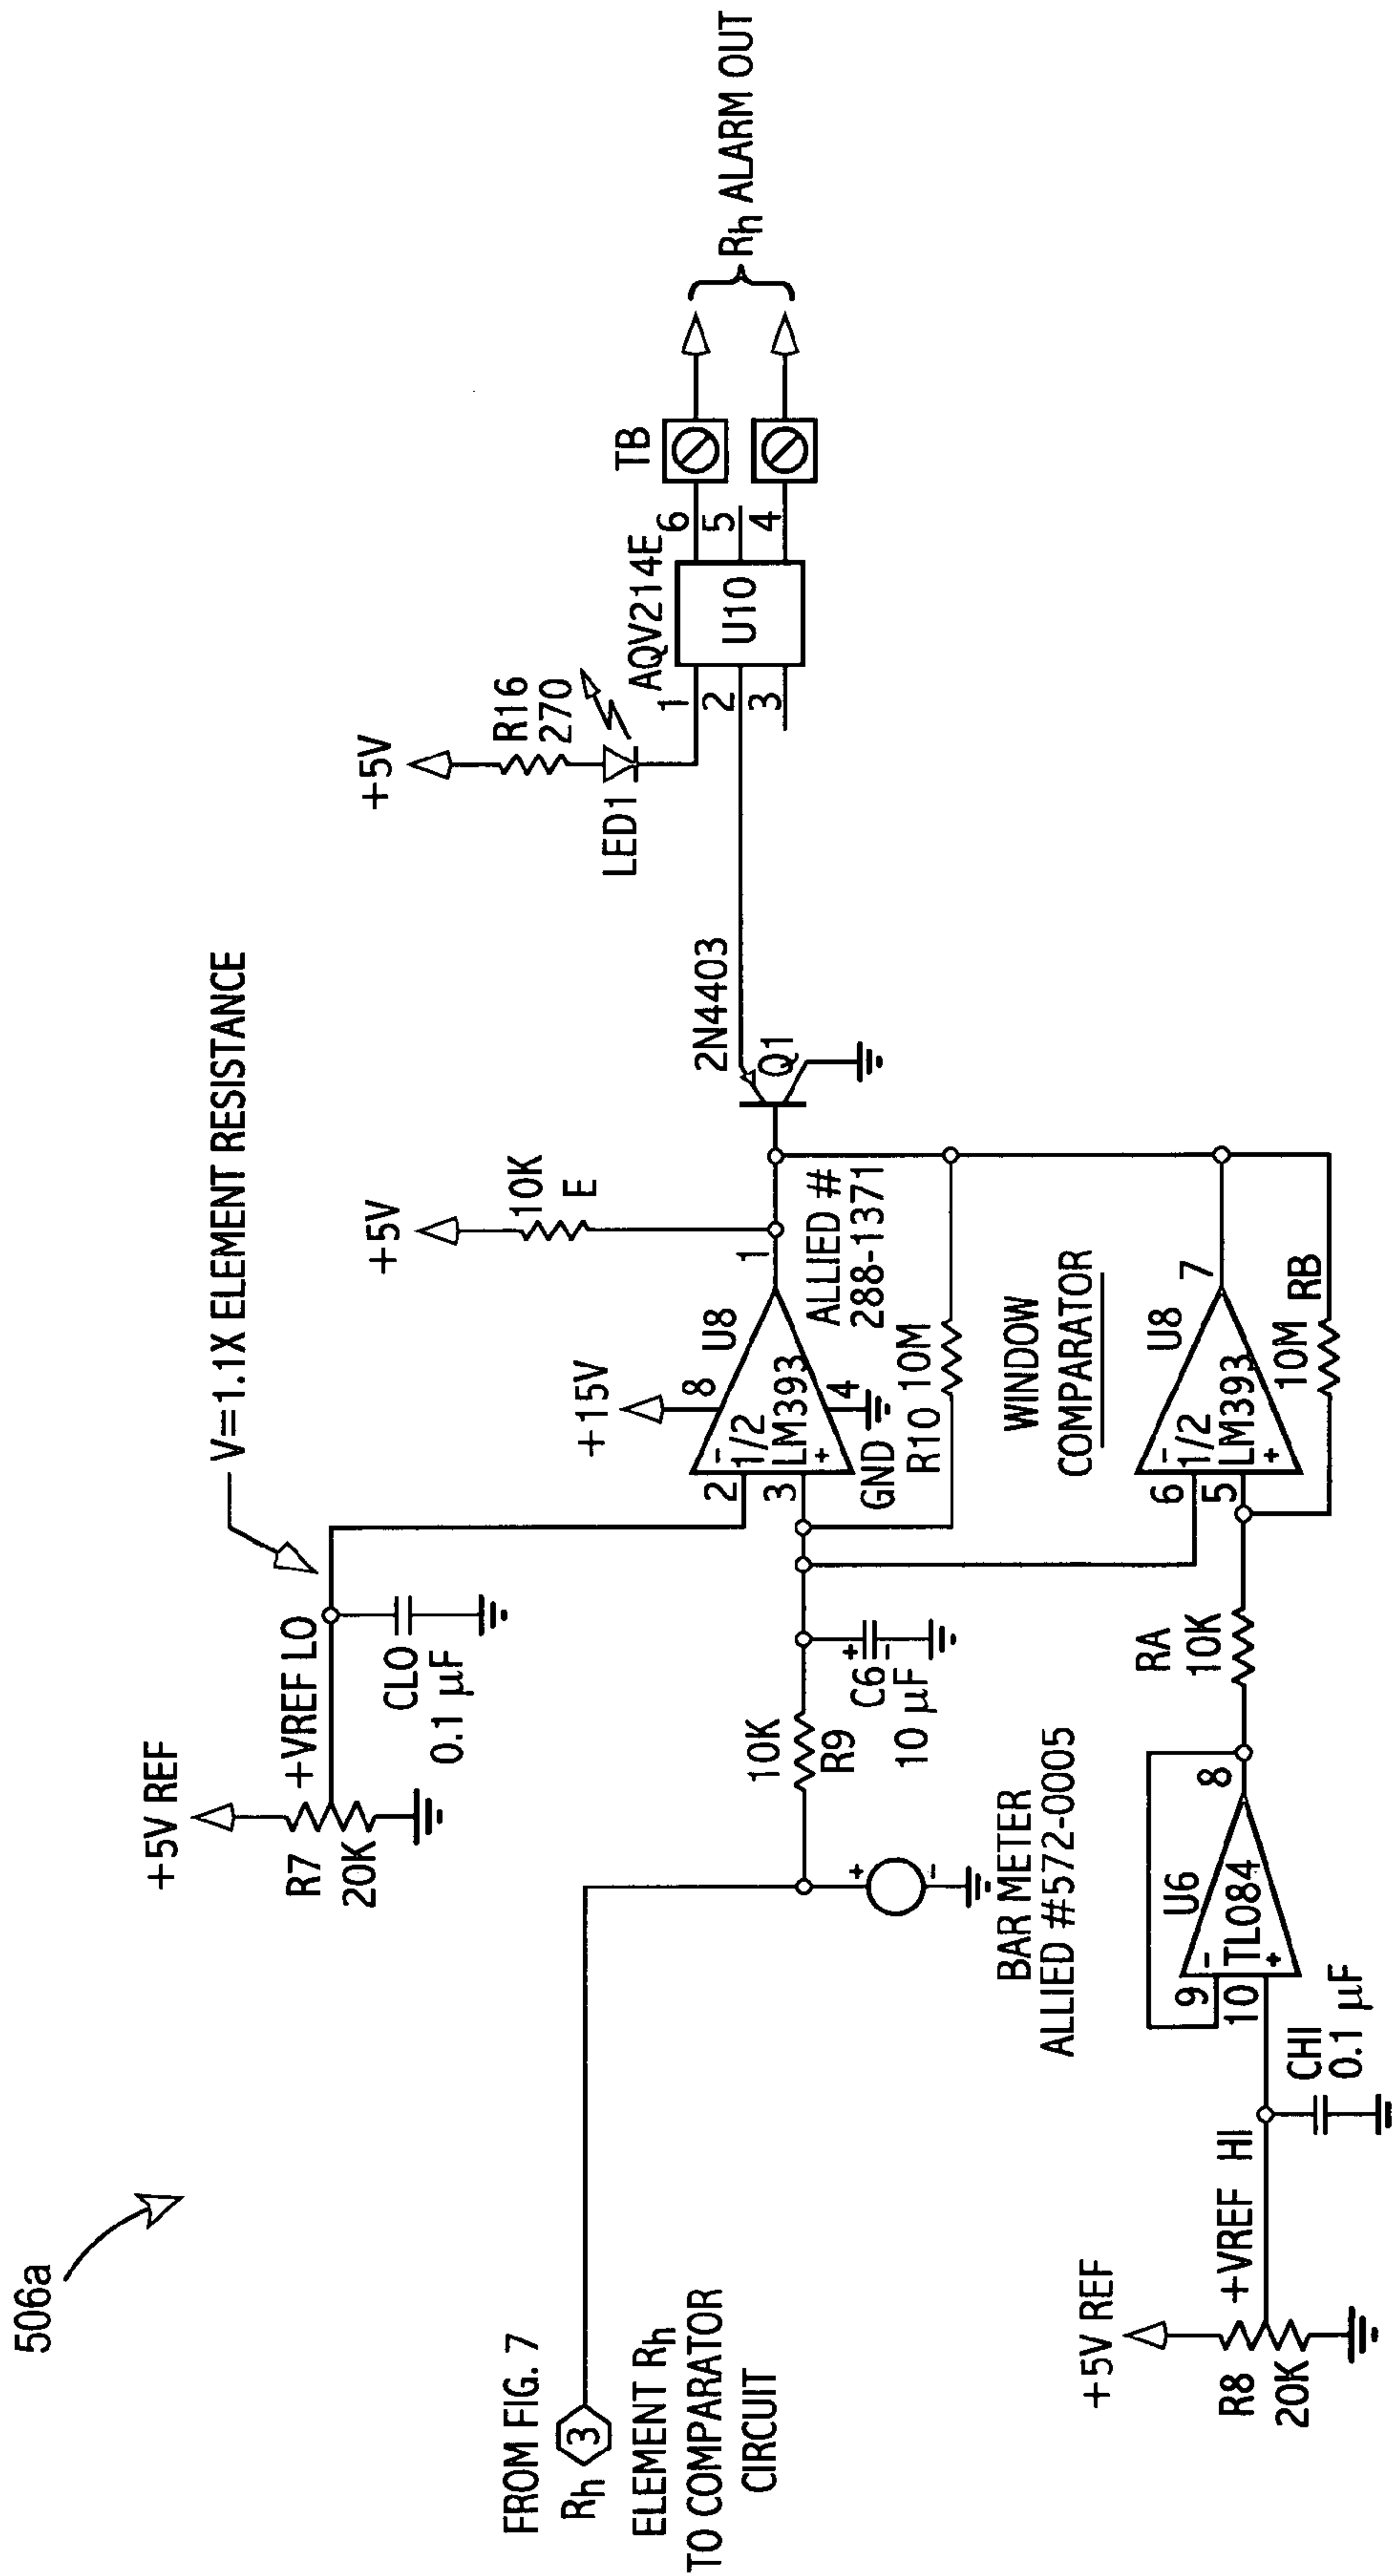 506a
FROM FIG. 7
Rh 3
ELEMENT Rh
TO COMPARATOR
CIRCUIT
+5V REF
R7
20K
+VREF LO
CLO
0.1 µF
V=1.1X ELEMENT RESISTANCE
BAR METER
ALLIED #572-0005
+
-
10K
R9
C6
10 µF
+
-
+5V REF
R8
20K
+VREF HI
CHI
0.1 µF
9
10
U6
TL084
-
+
8
RA
10K
2
3
-
1/2
LM393
+
U8
8
+15V
4
GND
1
+5V
10K
E
ALLIED #
288-1371
R10 10M
WINDOW
COMPARATOR
6
5
-
1/2
LM393
+
U8
7
10M RB
2N4403
Q1
+5V
R16
270
LED1
AQV214E
U10
1
2
3
6
5
4
TB
Rh ALARM OUT